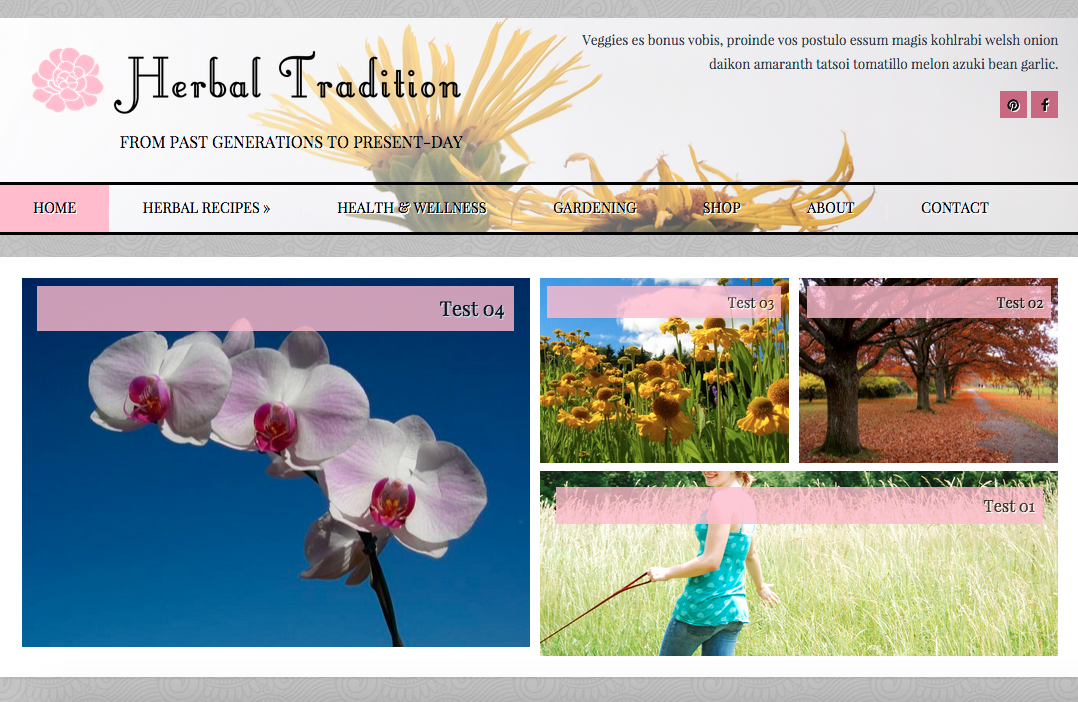 Veggies es bonus vobis, proinde vos postulo essum magis kohlrabi welsh onion
daikon amaranth tatsoi tomatillo melon azuki bean garlic.
Herbal Tradition
FROM PAST GENERATIONS TO PRESENT-DAY
HOME HERBAL RECIPES » HEALTH & WELLNESS GARDENING SHOP ABOUT CONTACT
Test 04
Test 03
Test 02
Test 01